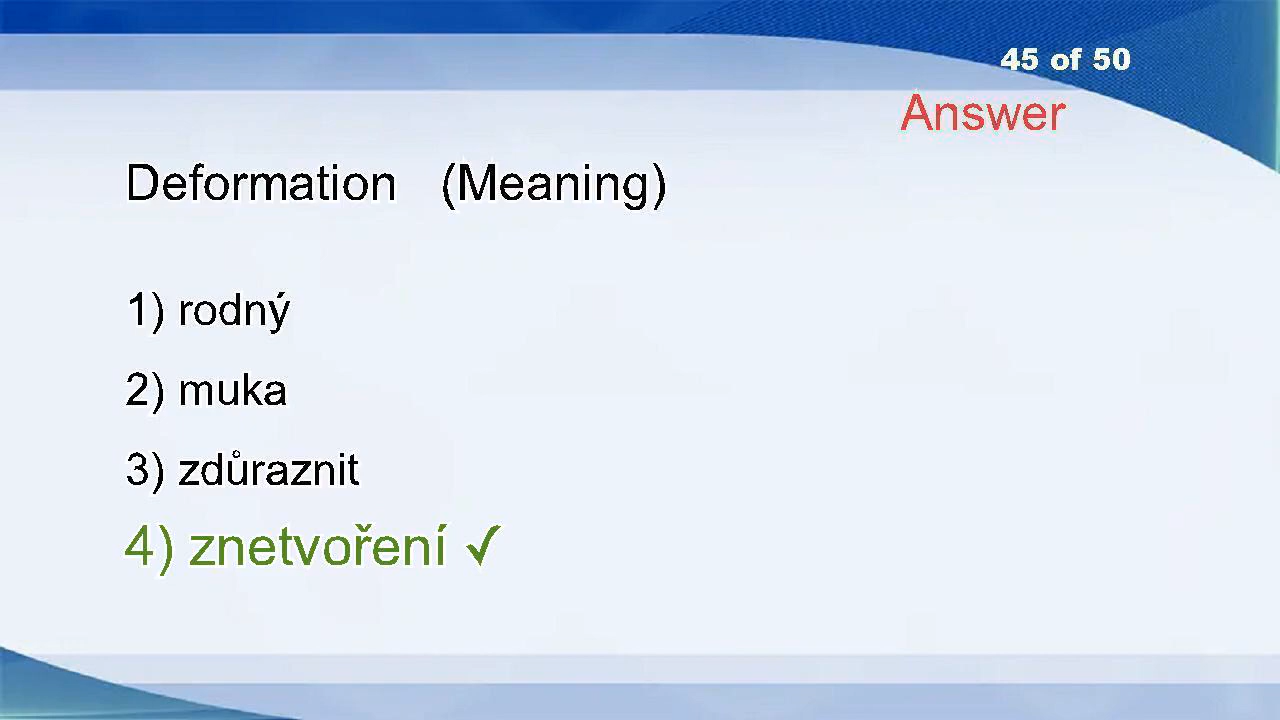 45 of 50
Answer
Deformation (Meaning)
1) rodný
2) muka
3) zdůraznit
4) znetvoření ✓